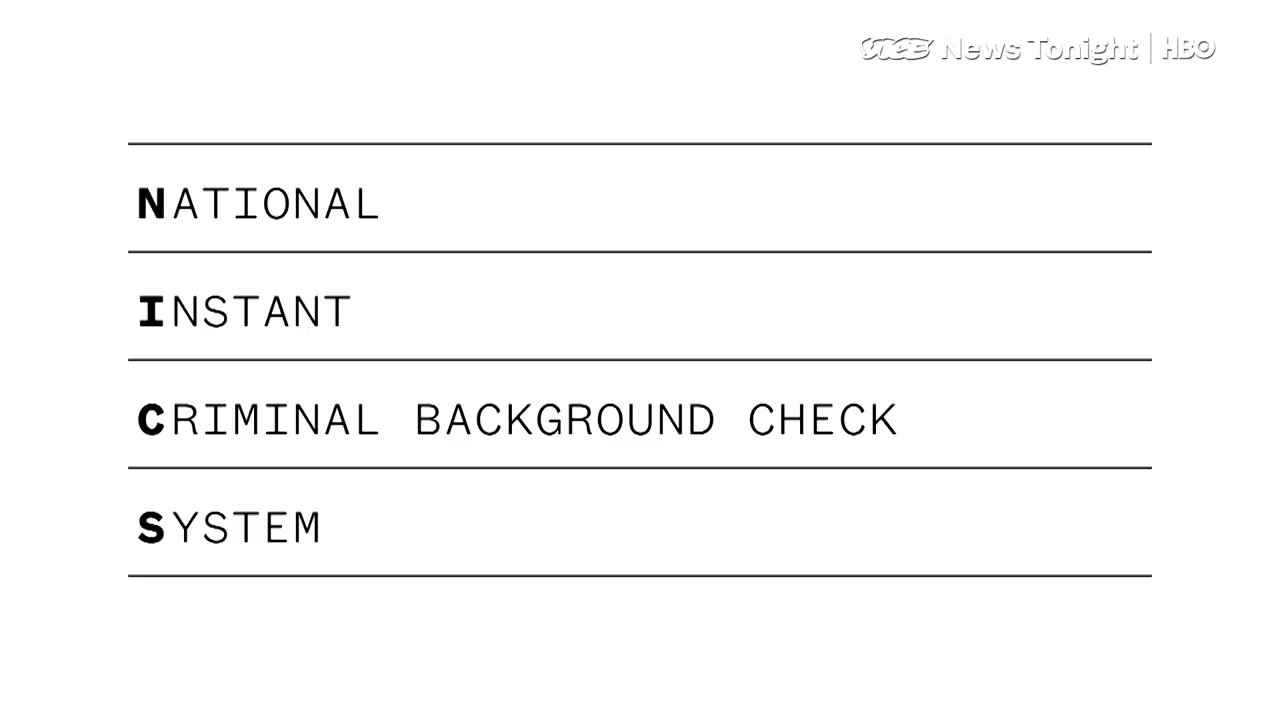 VICE News Tonight | HBO
NATIONAL
INSTANT
CRIMINAL BACKGROUND CHECK
SYSTEM